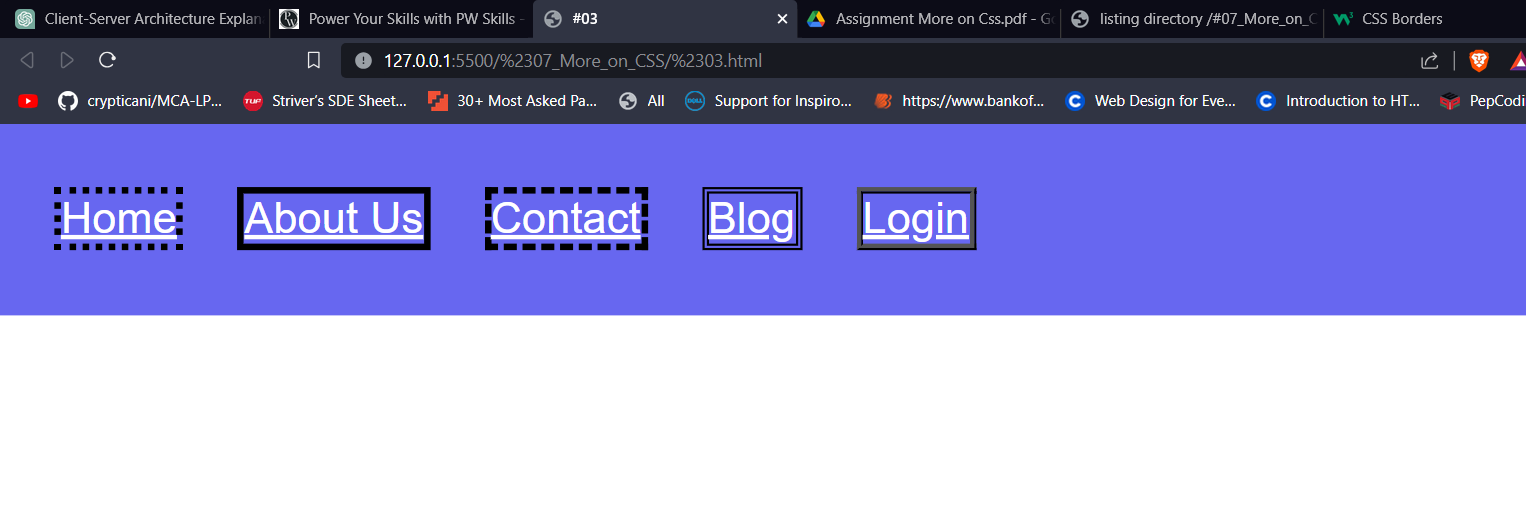 Client-Server Architecture Explan
Power Your Skills with PW Skills -
#03
Assignment More on Css.pdf - Go
listing directory /#07_More_on_C
CSS Borders
127.0.0.1:5500/%2307_More_on_CSS/%2303.html
crypticani/MCA-LP...
TUF
Striver's SDE Sheet...
30+ Most Asked Pa...
All
DELL
Support for Inspiro...
https://www.bankof...
C
Web Design for Eve...
C
Introduction to HT...
PepCodi
Home
About Us
Contact
Blog
Login